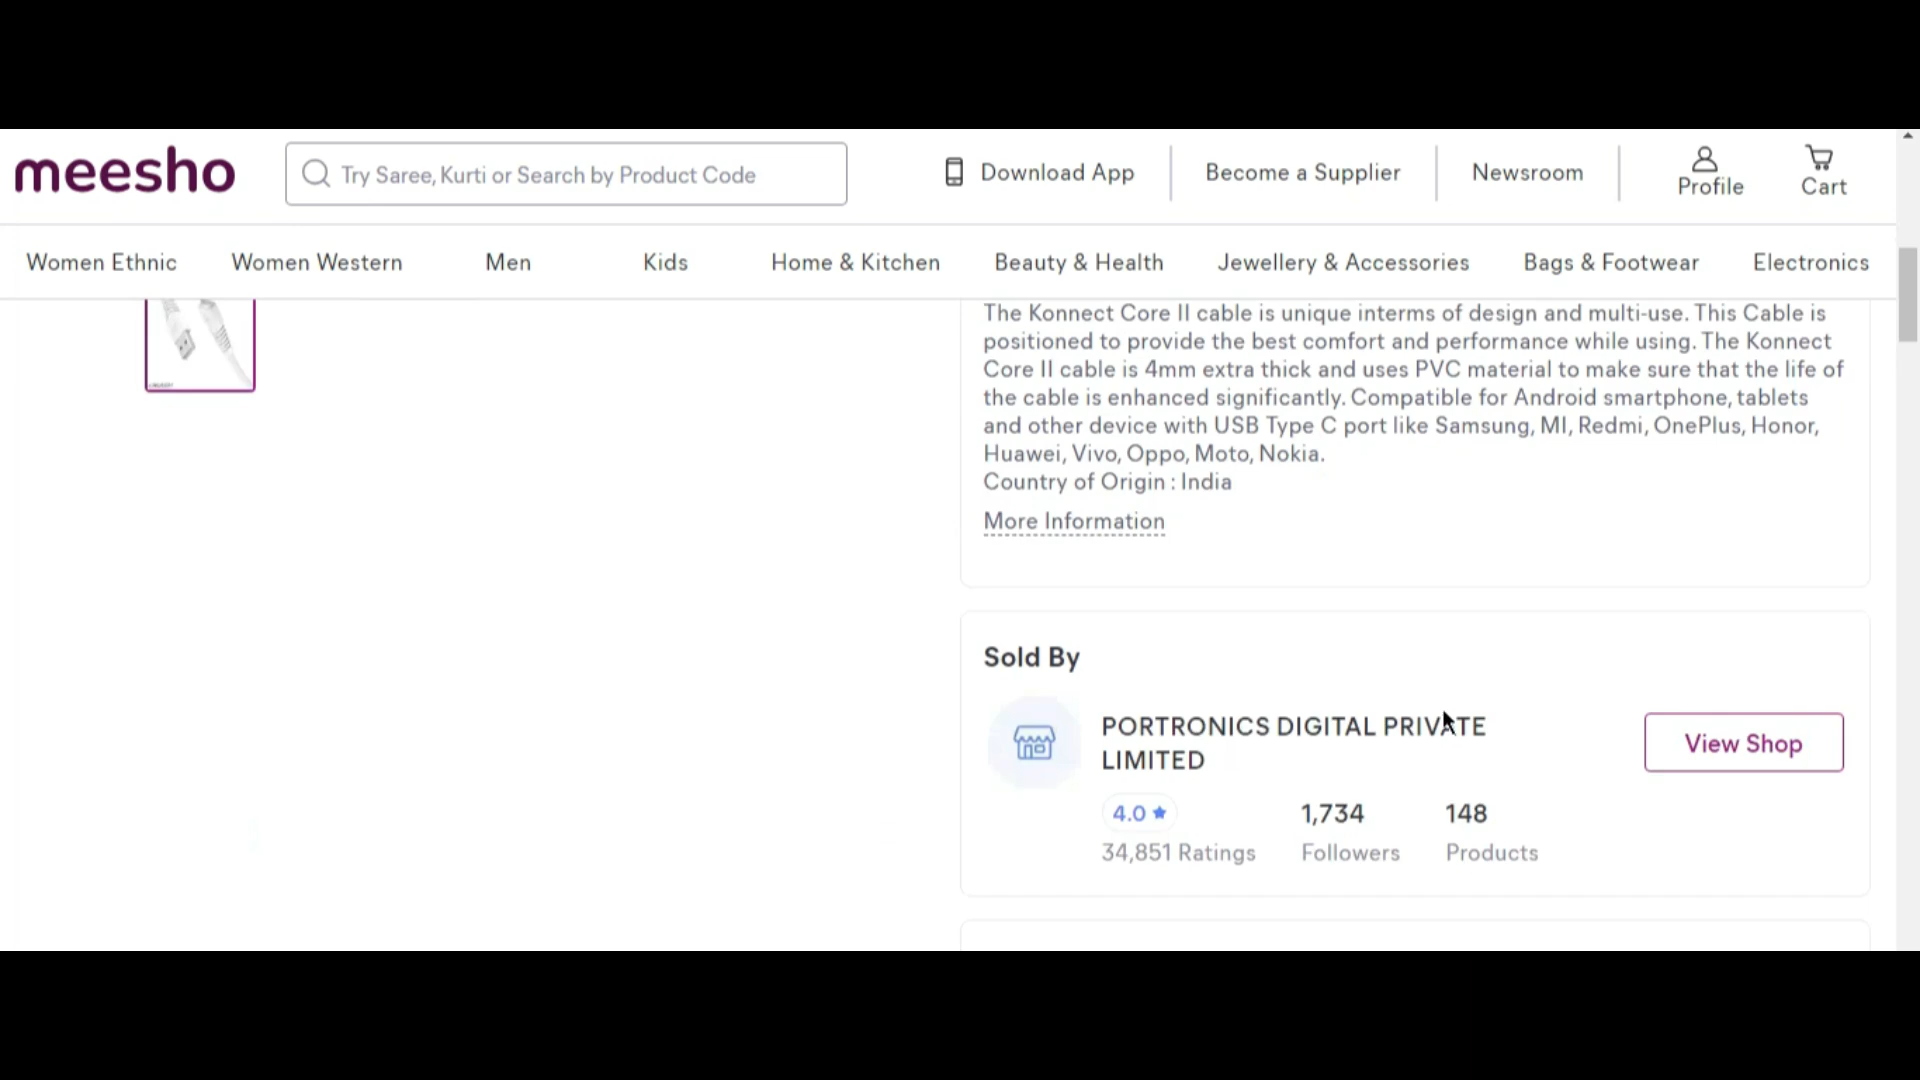 meesho
Try Saree, Kurti or Search by Product Code
Download App
Become a Supplier
Newsroom
Profile
Cart
Women Ethnic
Women Western
Men
Kids
Home & Kitchen
Beauty & Health
Jewellery & Accessories
Bags & Footwear
Electronics
The Konnect Core II cable is unique interms of design and multi-use. This Cable is
positioned to provide the best comfort and performance while using. The Konnect
Core II cable is 4mm extra thick and uses PVC material to make sure that the life of
the cable is enhanced significantly. Compatible for Android smartphone, tablets
and other device with USB Type C port like Samsung, MI, Redmi, OnePlus, Honor,
Huawei, Vivo, Oppo, Moto, Nokia.
Country of Origin : India
More Information
Sold By
PORTRONICS DIGITAL PRIVATE
LIMITED
View Shop
4.0
1,734
148
34,851 Ratings
Followers
Products